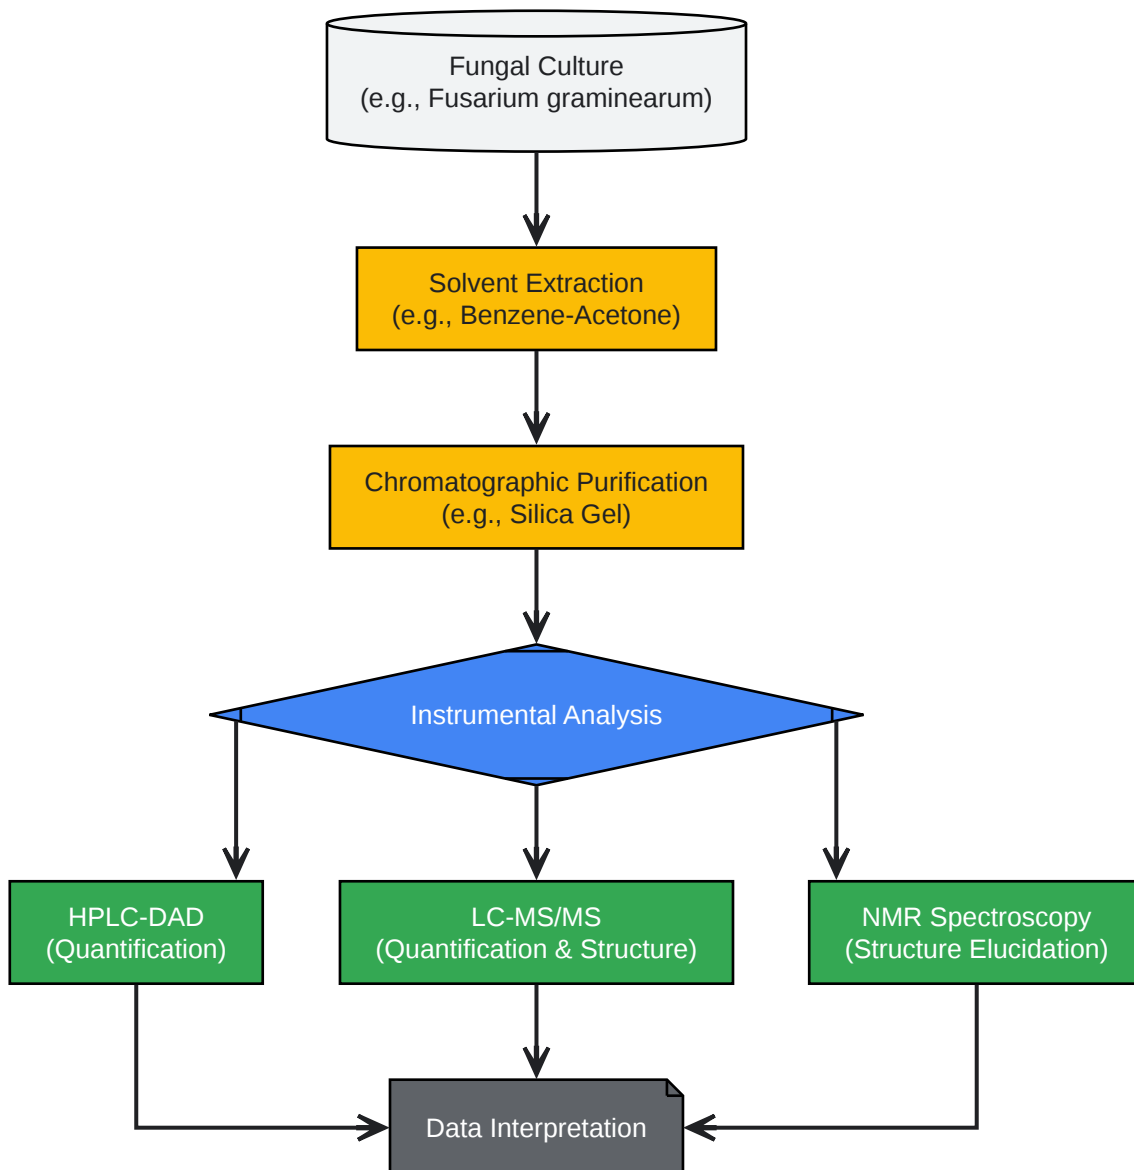 Fungal Culture
(e.g., Fusarium graminearum)
Solvent Extraction
(e.g., Benzene-Acetone)
Chromatographic Purification
(e.g., Silica Gel)
Instrumental Analysis
HPLC-DAD
(Quantification)
LC-MS/MS
(Quantification & Structure)
NMR Spectroscopy
(Structure Elucidation)
Data Interpretation